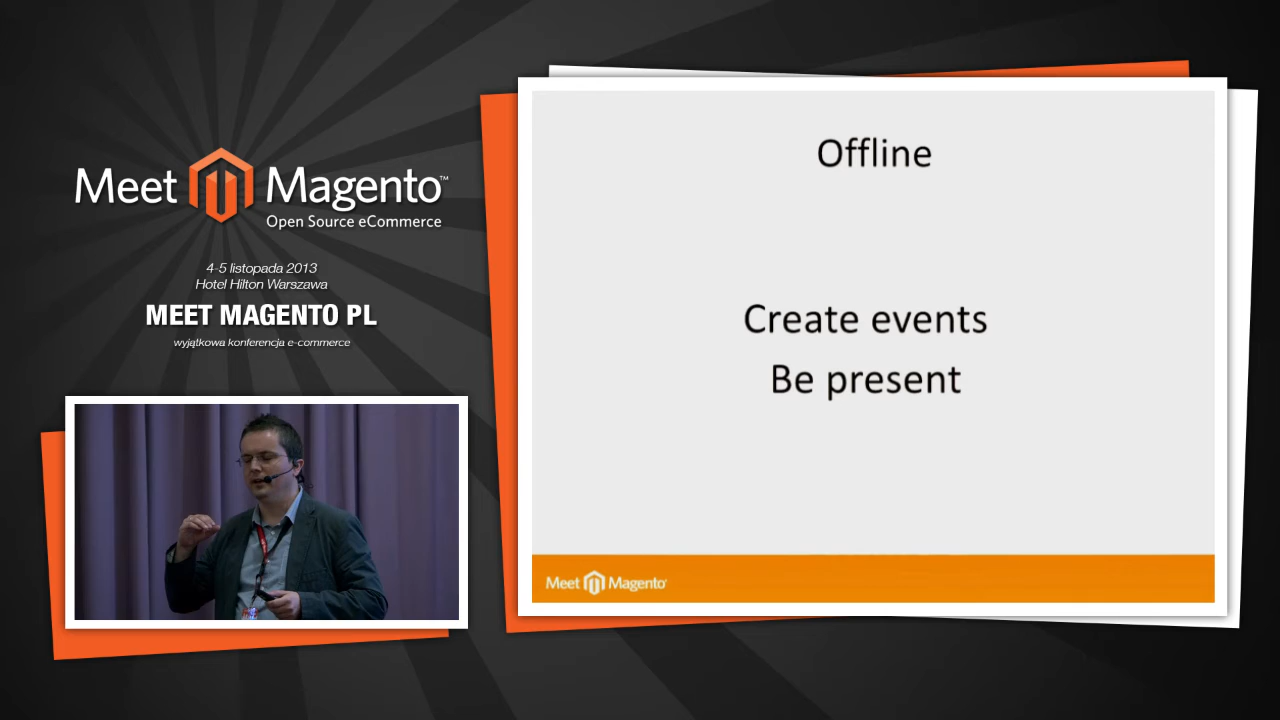 Meet Magento™
Open Source eCommerce
4-5 listopada 2013
Hotel Hilton Warszawa
MEET MAGENTO PL
wyjątkowa konferencja e-commerce
Offline
Create events
Be present
Meet Magento